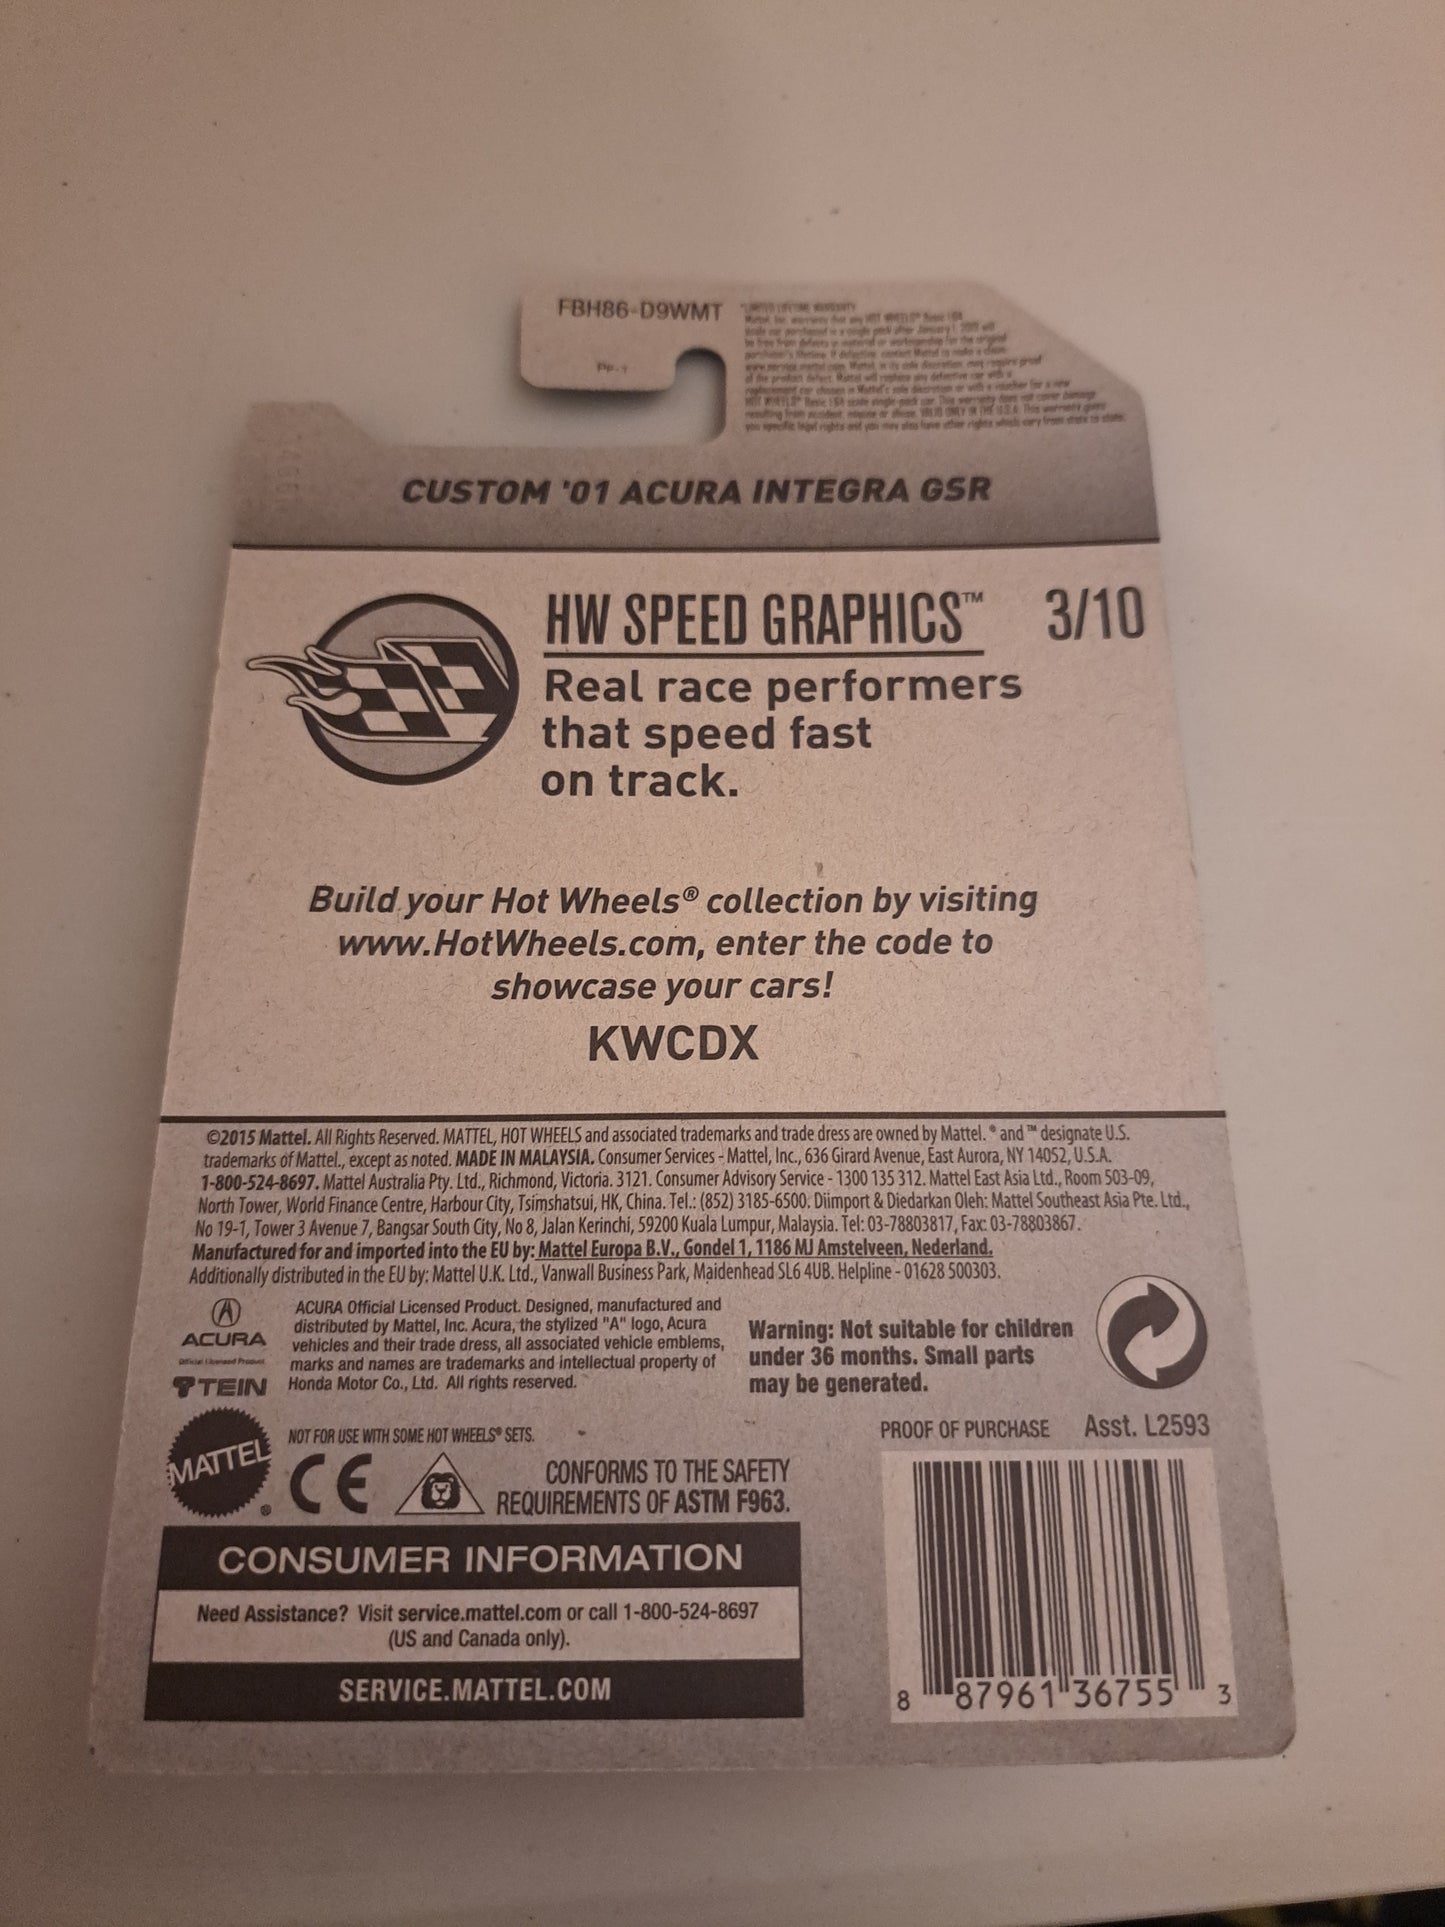 FBH86-D9WMT
*LIMITED LIFETIME WARRANTY
CUSTOM '01 ACURA INTEGRA GSR
HW SPEED GRAPHICS™ 3/10
Real race performers
that speed fast
on track.
Build your Hot Wheels® collection by visiting
www.HotWheels.com, enter the code to
showcase your cars!
KWCDX
©2015 Mattel. All Rights Reserved. MATTEL, HOT WHEELS and associated trademarks and trade dress are owned by Mattel. ® and ™ designate U.S.
trademarks of Mattel., except as noted. MADE IN MALAYSIA. Consumer Services - Mattel, Inc., 636 Girard Avenue, East Aurora, NY 14052, U.S.A.
1-800-524-8697. Mattel Australia Pty. Ltd., Richmond, Victoria. 3121. Consumer Advisory Service - 1300 135 312. Mattel East Asia Ltd., Room 503-09,
North Tower, World Finance Centre, Harbour City, Tsimshatsui, HK, China. Tel.: (852) 3185-6500. Diimport & Diedarkan Oleh: Mattel Southeast Asia Pte. Ltd.,
No 19-1, Tower 3 Avenue 7, Bangsar South City, No 8, Jalan Kerinchi, 59200 Kuala Lumpur, Malaysia. Tel: 03-78803817, Fax: 03-78803867.
Manufactured for and imported into the EU by: Mattel Europa B.V., Gondel 1, 1186 MJ Amstelveen, Nederland.
Additionally distributed in the EU by: Mattel U.K. Ltd., Vanwall Business Park, Maidenhead SL6 4UB. Helpline - 01628 500303.
ACURA
Official Licensed Product
TEIN
ACURA Official Licensed Product. Designed, manufactured and
distributed by Mattel, Inc. Acura, the stylized "A" logo, Acura
vehicles and their trade dress, all associated vehicle emblems,
marks and names are trademarks and intellectual property of
Honda Motor Co., Ltd. All rights reserved.
Warning: Not suitable for children
under 36 months. Small parts
may be generated.
MATTEL®
NOT FOR USE WITH SOME HOT WHEELS® SETS.
CE
CONFORMS TO THE SAFETY
REQUIREMENTS OF ASTM F963.
PROOF OF PURCHASE Asst. L2593
CONSUMER INFORMATION
Need Assistance? Visit service.mattel.com or call 1-800-524-8697
(US and Canada only).
SERVICE.MATTEL.COM
8 87961 36755 3